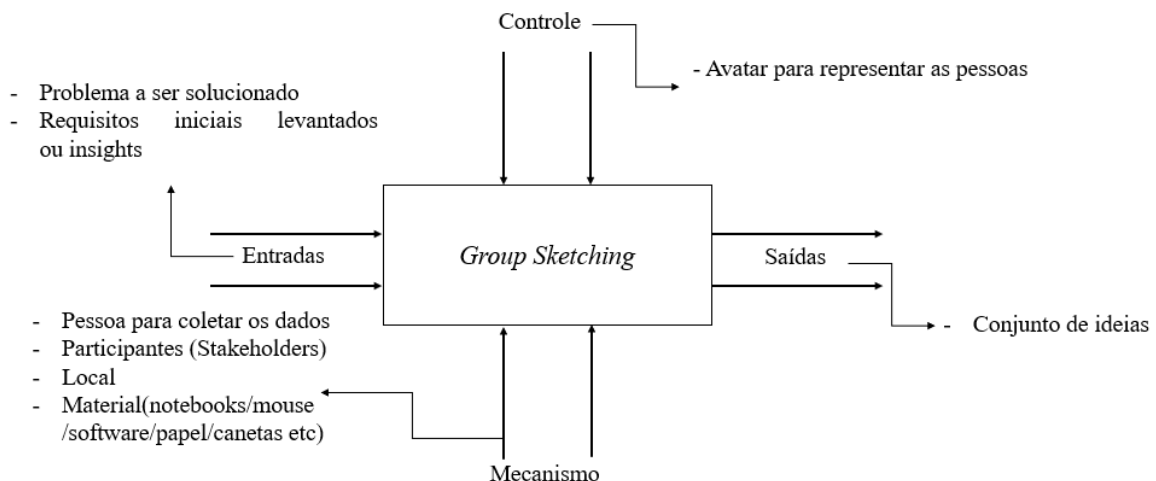 Controle
- Avatar para representar as pessoas
- Problema a ser solucionado
- Requisitos iniciais levantados
ou insights
Entradas
Group Sketching
Saídas
- Pessoa para coletar os dados
- Participantes (Stakeholders)
- Local
- Material(notebooks/mouse
/software/papel/canetas etc)
- Conjunto de ideias
Mecanismo